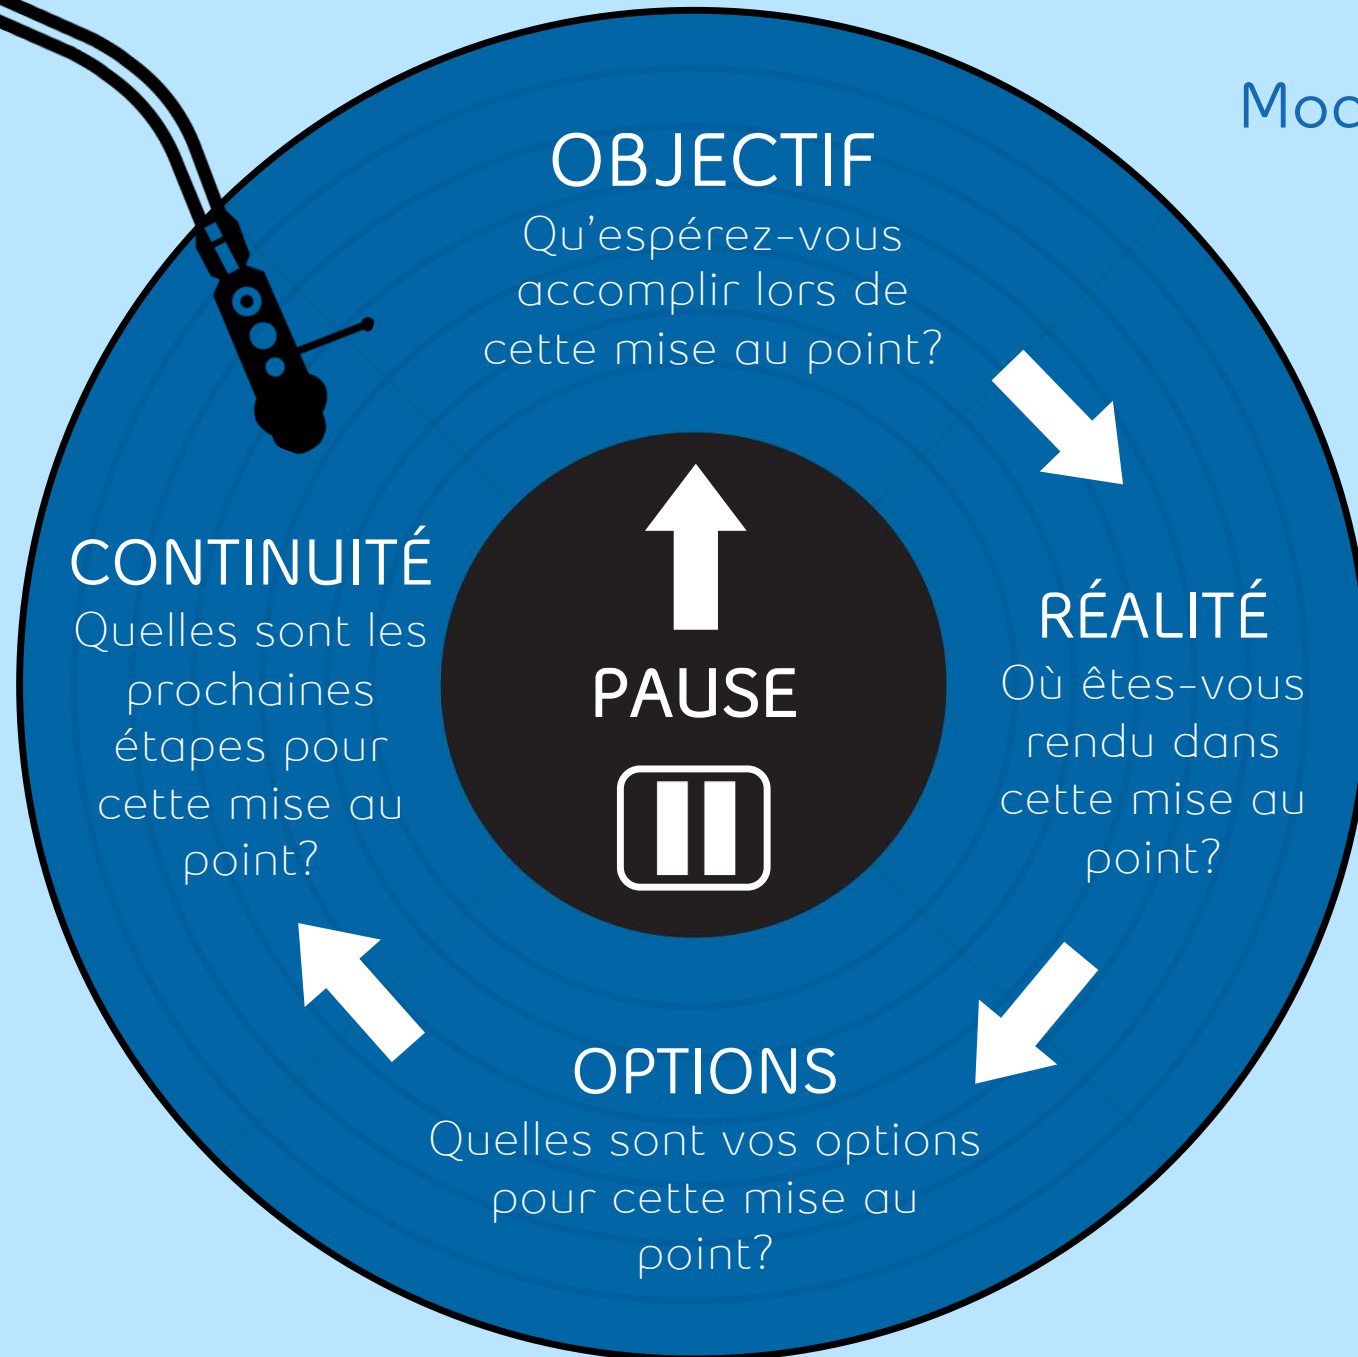 OBJECTIF
Qu'espérez-vous
accomplir lors de
cette mise au point?
RÉALITÉ
Où êtes-vous
rendu dans
cette mise au
point?
OPTIONS
Quelles sont vos options
pour cette mise au
point?
CONTINUITÉ
Quelles sont les
prochaines
étapes pour
cette mise au
point?
PAUSE